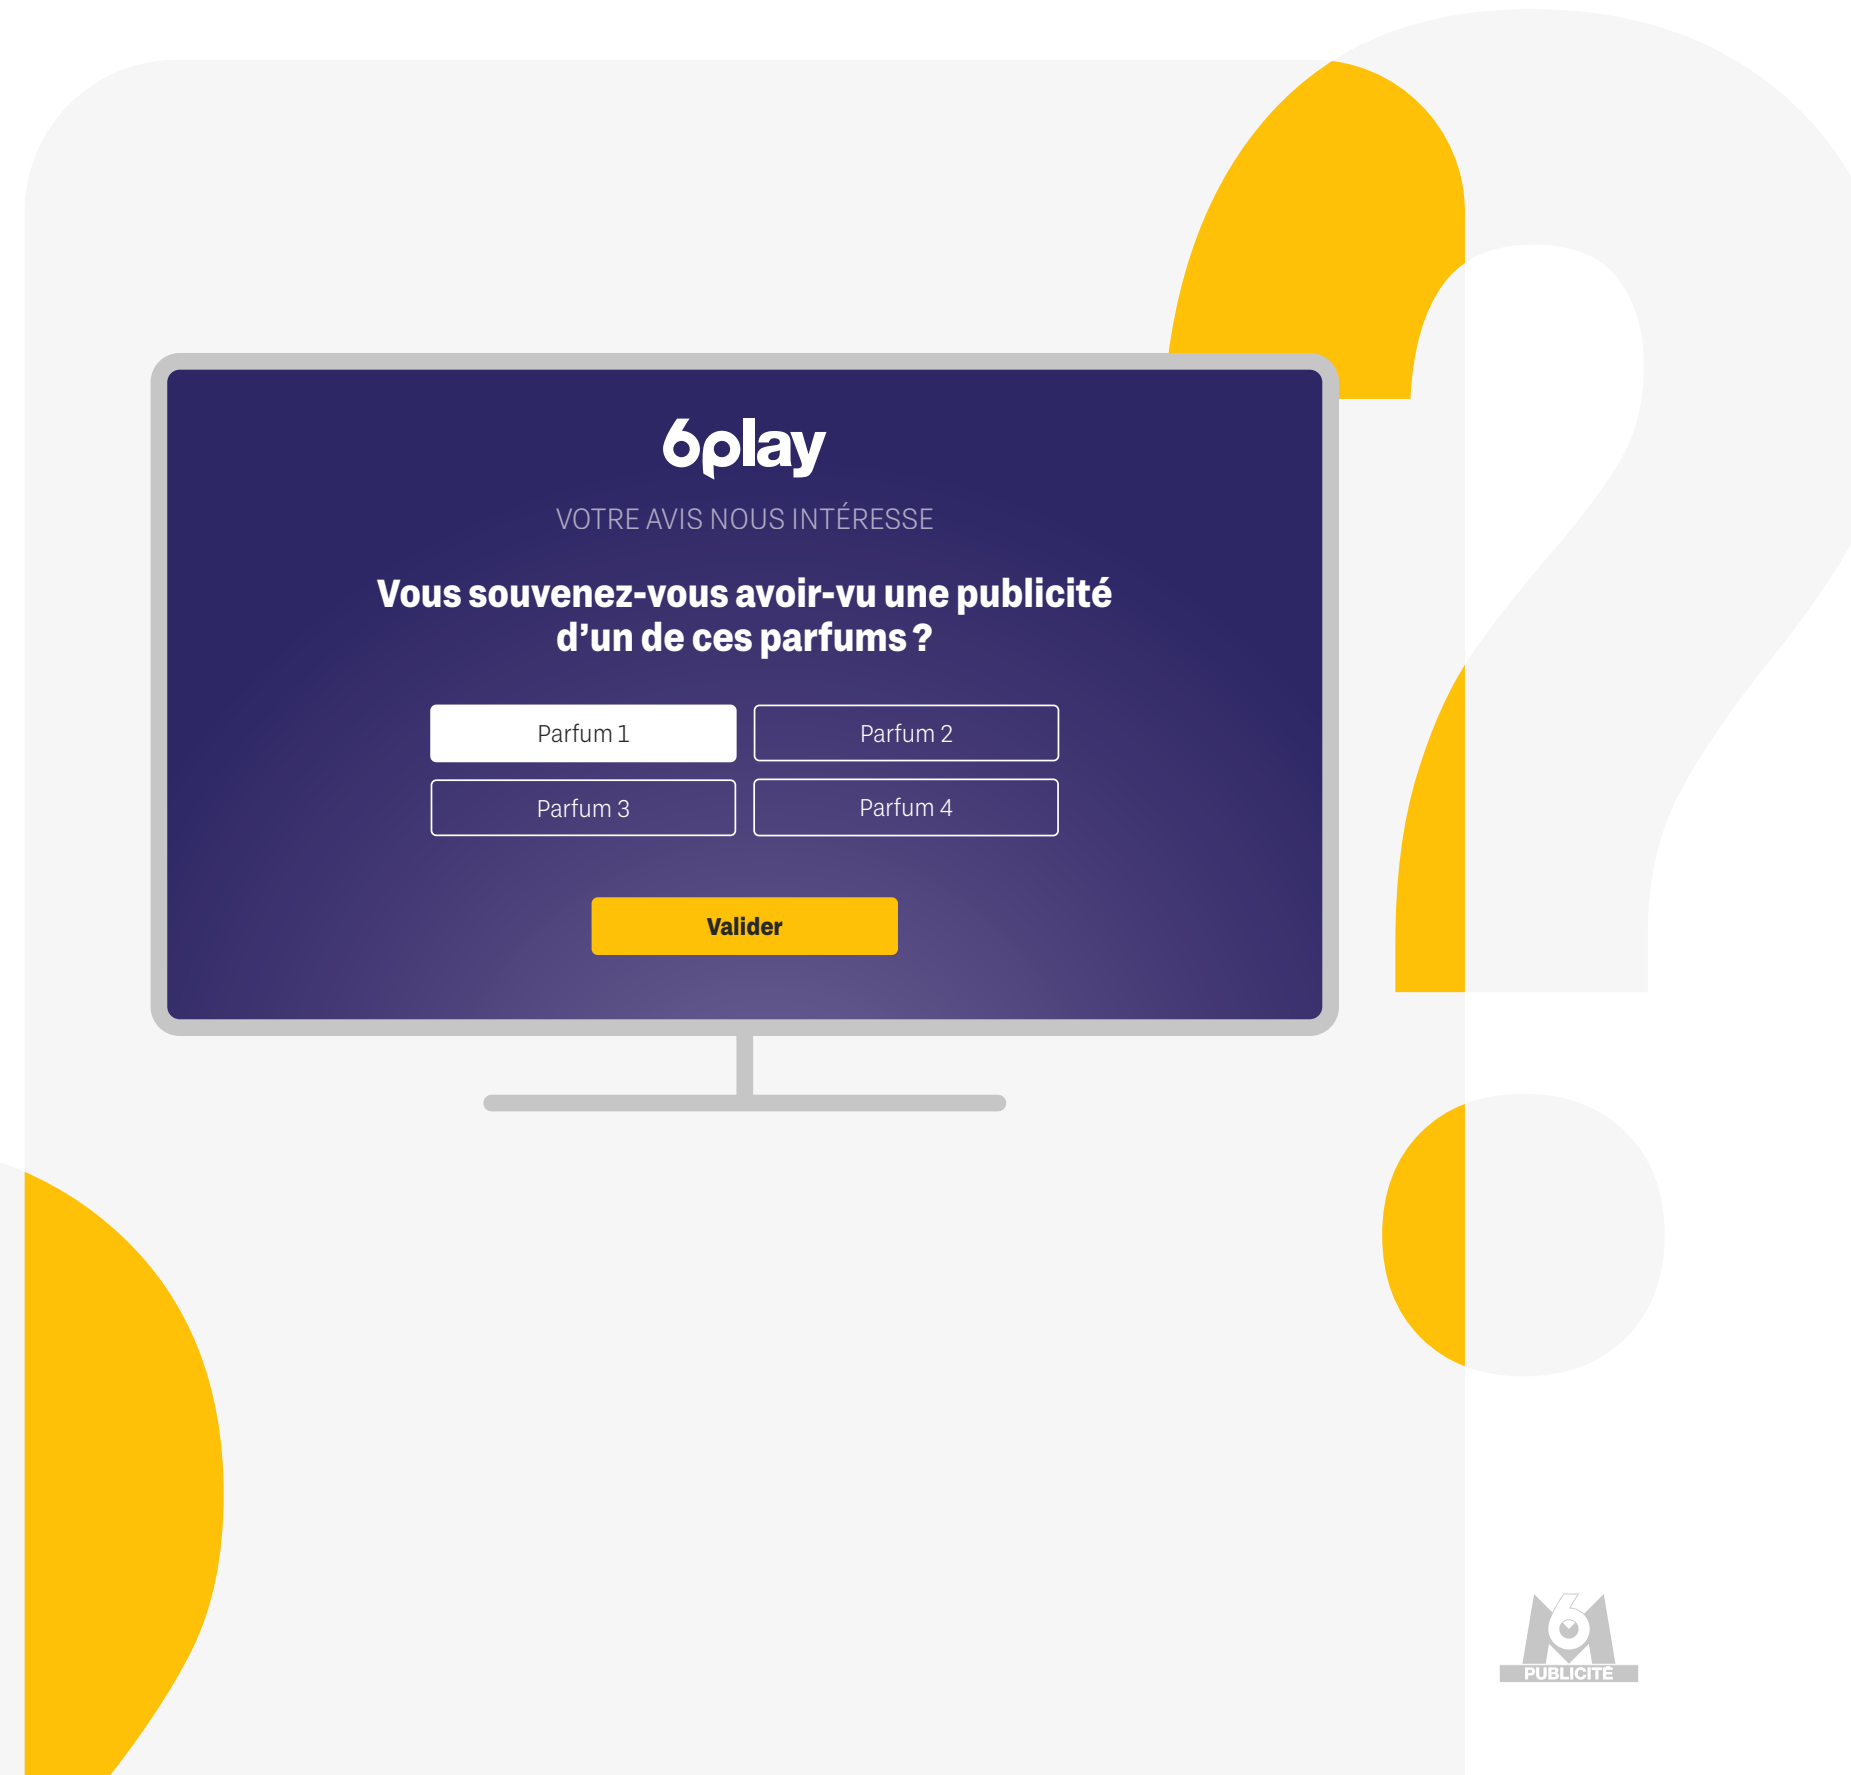 6play
VOTRE AVIS NOUS INTÉRESSE
Vous souvenez-vous avoir-vu une publicité
d’un de ces parfums ?
Parfum 1
Parfum 2
Parfum 3
Parfum 4
Valider
M6
PUBLICITÉ